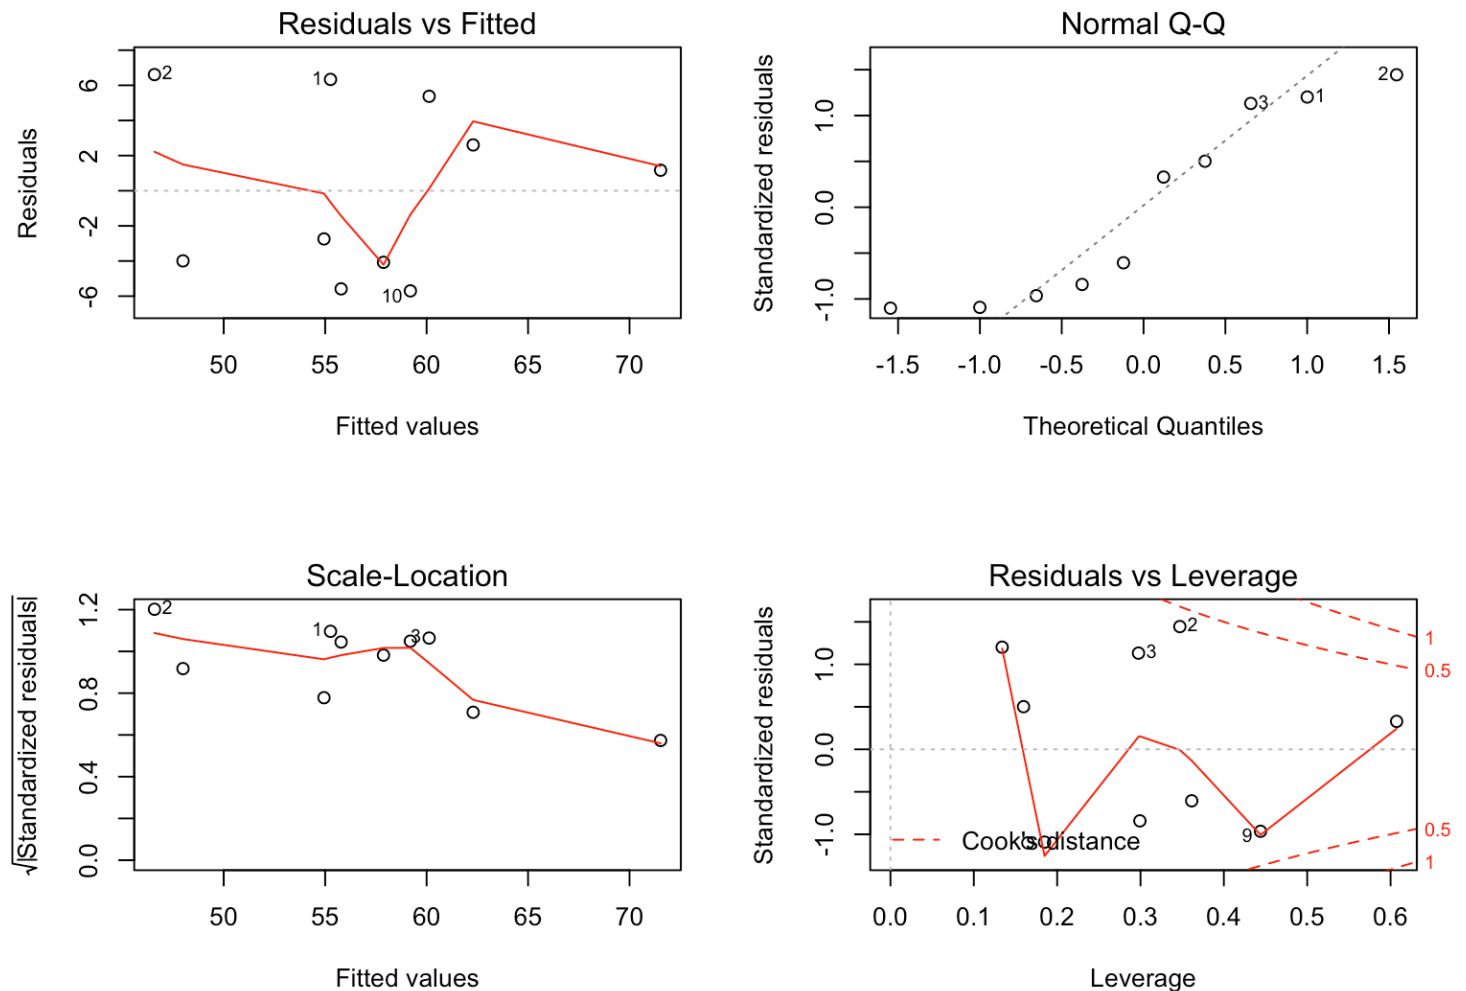 Residuals vs Fitted
Residuals
6
2
-2
-6
2
1
10
50 55 60 65 70
Fitted values
Normal Q-Q
Standardized residuals
1.0
0.0
-1.0
3
1
2
-1.5 -1.0 -0.5 0.0 0.5 1.0 1.5
Theoretical Quantiles
Scale-Location
√|Standardized residuals|
1.2
0.8
0.4
0.0
2
1
3
50 55 60 65 70
Fitted values
Residuals vs Leverage
Standardized residuals
1.0
0.0
-1.0
2
3
9
Cook's distance
1
0.5
0.5
1
0.0 0.1 0.2 0.3 0.4 0.5 0.6
Leverage